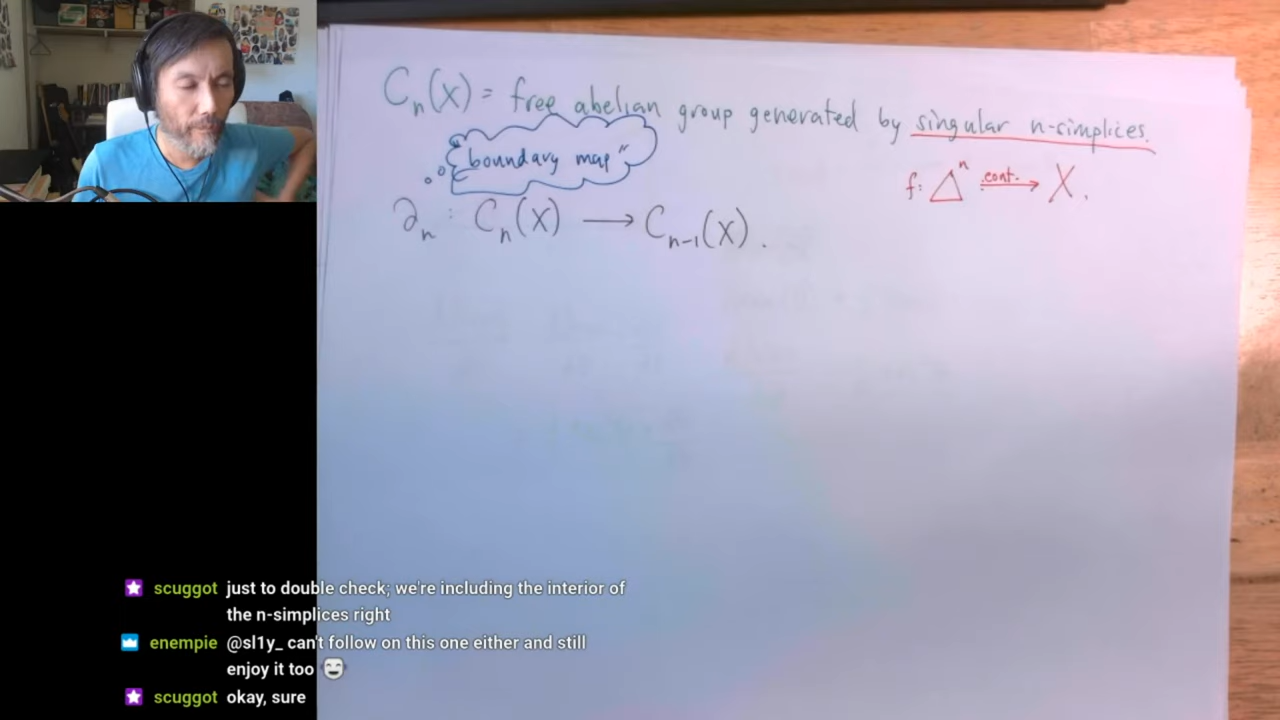 Cₙ(X) = free abelian group generated by singular n-simplices.
"boundary map"
f: Δⁿ cont. → X.
∂ₙ : Cₙ(X) → Cₙ₋₁(X).
scuggot just to double check; we're including the interior of
the n-simplices right
enempie @sl1y_ can't follow on this one either and still
enjoy it too
scuggot okay, sure